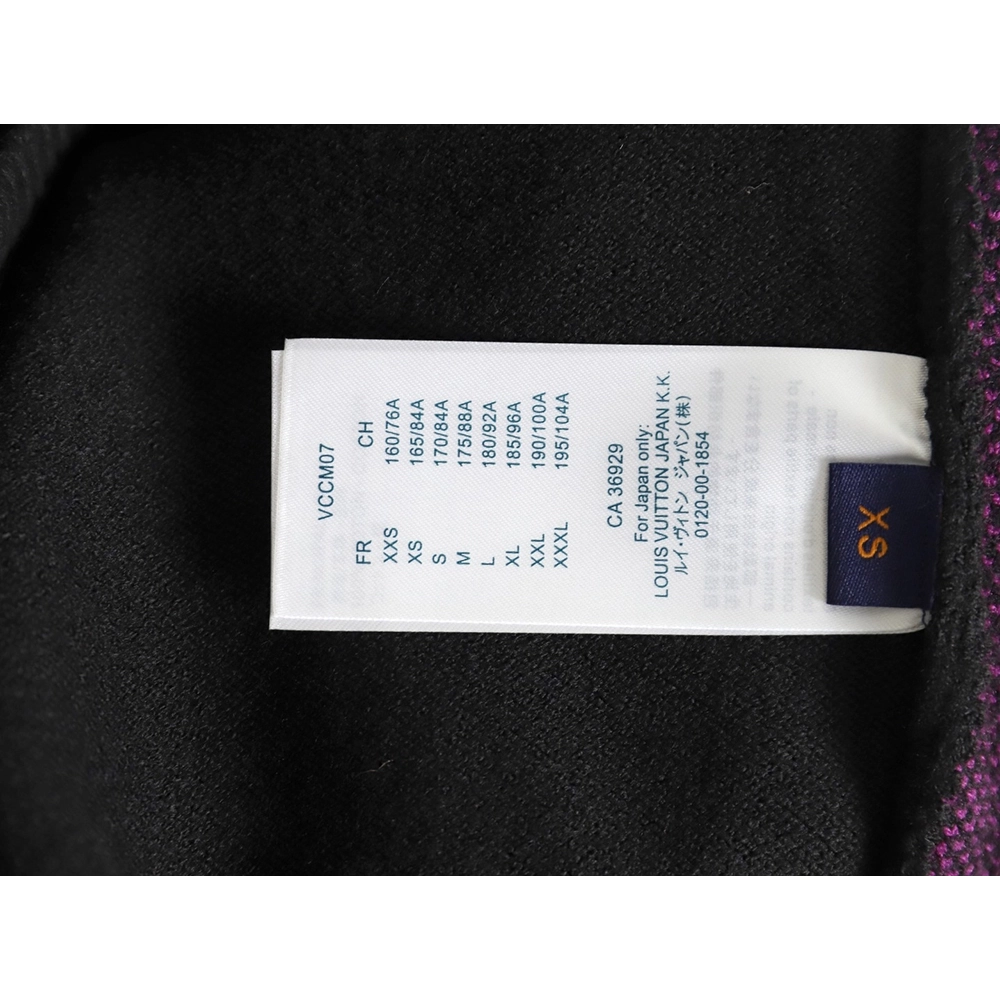 XS
CA 36929
For Japan only:
LOUIS VUITTON JAPAN K.K.
ルイ・ヴィトン ジャパン(株)
0120-00-1854
FR CH
XXS 160/76A
XS 165/84A
S 170/84A
M 175/88A
L 180/92A
XL 185/96A
XXL 190/100A
XXXL 195/104A
VCCM07